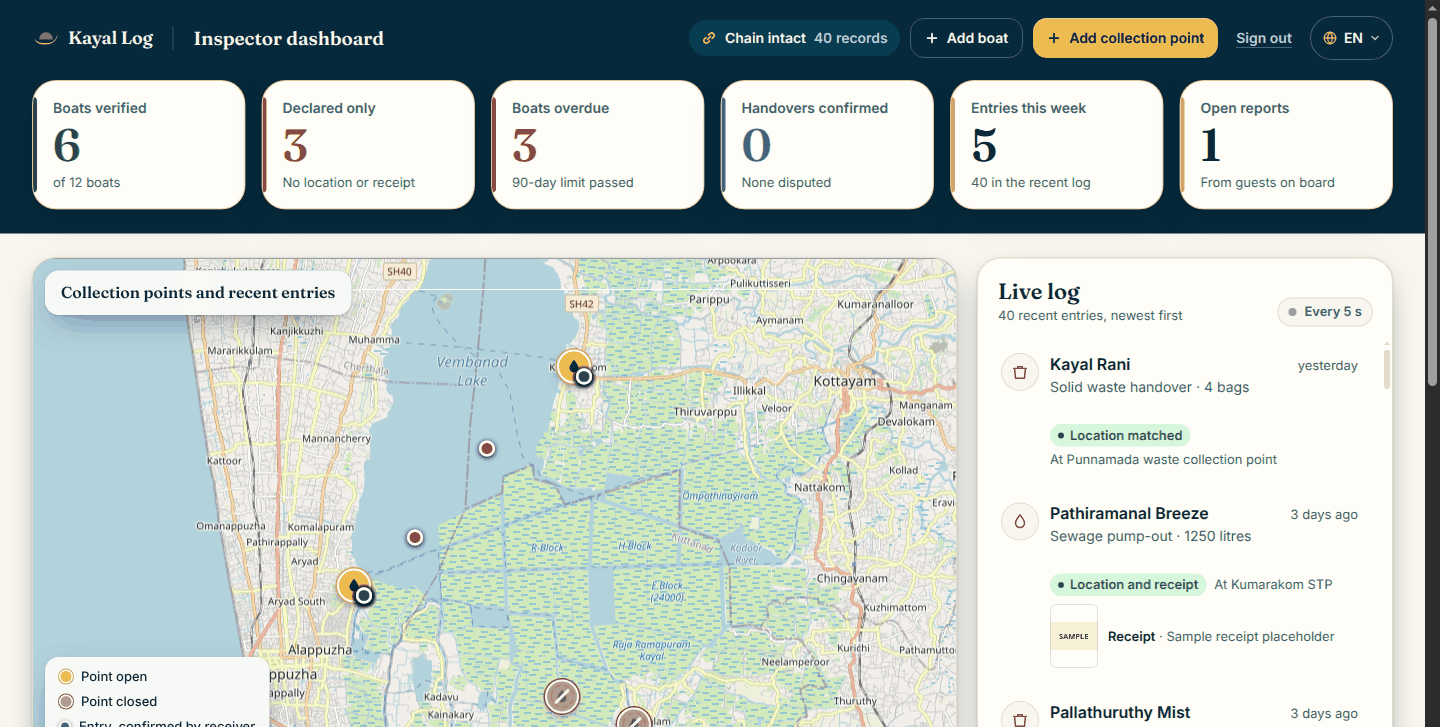 Kayal Log
Inspector dashboard
Chain intact 40 records
+ Add boat
+ Add collection point
Sign out
EN
Boats verified
6
of 12 boats
Declared only
3
No location or receipt
Boats overdue
3
90-day limit passed
Handovers confirmed
0
None disputed
Entries this week
5
40 in the recent log
Open reports
1
From guests on board
Collection points and recent entries
SH40
SH42
Arpookara
Pulikuttisseri
Parippu
Kumaranalloor
Aymanam
Kanjikkuzhi
Muhamma
Mararikkulam
Cherthala
Vembanad
Lake
Illikkal
Kottayam
Thiruvarppu
Veloor
Manganam
Devalokam
Mannancherry
Kattoor
Kollad
Nattakom
Ompathinayiram
Omanappuzha
Komalapuram
Pathirappally
Aryad
R-Block
H-Block
Kuttanad
Kodoor
River
E Block
(24000)
Chingavanam
Aryad South
Kuzhimattom
Alappuzha
Raja Ramapuram
Kayal
Kurichi
Pathamutto
Neelamperoor
Kadavu
Kainakary
Thuruthy
Point open
Point closed
Entry, confirmed by receiver
Live log
40 recent entries, newest first
Every 5 s
Kayal Rani
yesterday
Solid waste handover · 4 bags
Location matched
At Punnamada waste collection point
Pathiramanal Breeze
3 days ago
Sewage pump-out · 1250 litres
Location and receipt At Kumarakom STP
SAMPLE
Receipt · Sample receipt placeholder
Pallathuruthy Mist
3 days ago